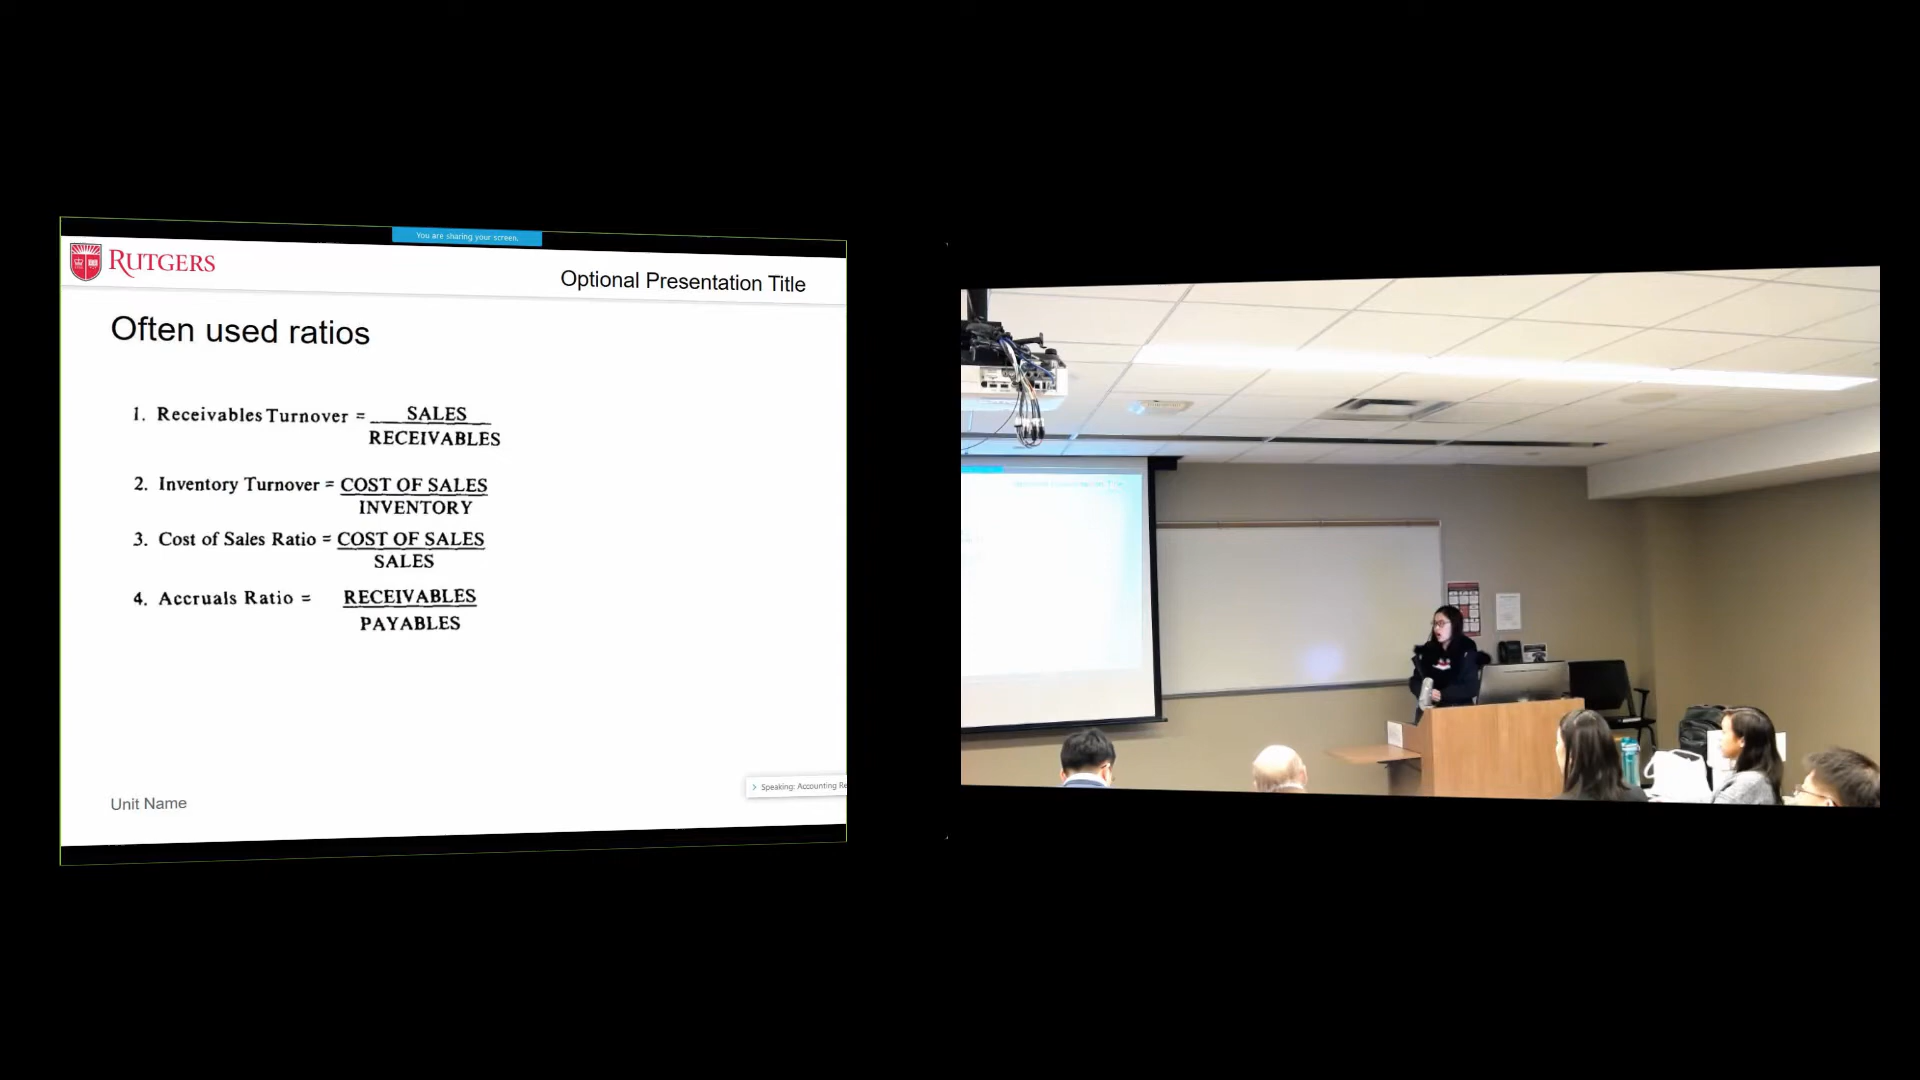 You are sharing your screen.
RUTGERS
Optional Presentation Title
Often used ratios
1. Receivables Turnover = SALES
RECEIVABLES
2. Inventory Turnover = COST OF SALES
INVENTORY
3. Cost of Sales Ratio = COST OF SALES
SALES
4. Accruals Ratio = RECEIVABLES
PAYABLES
Speaking: Accounting Re
Unit Name